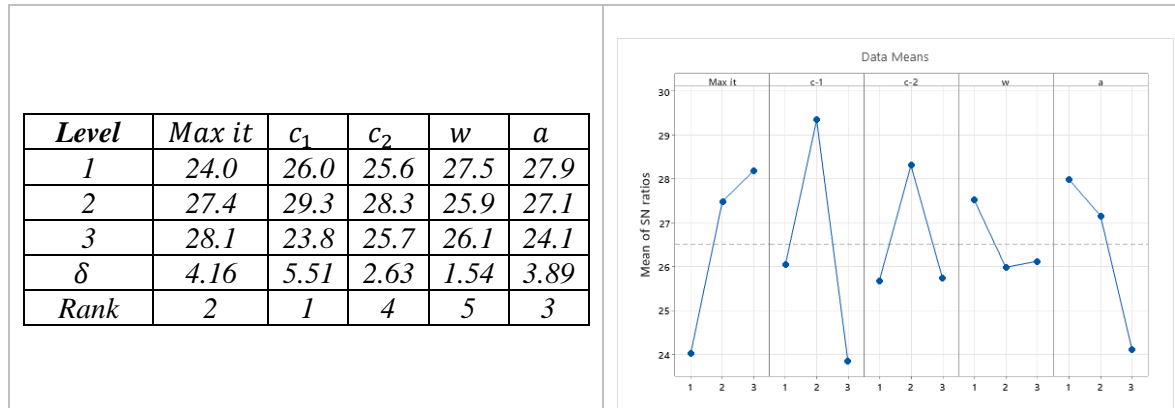 Level Max it c₁ c₂ w a
1 24.0 26.0 25.6 27.5 27.9
2 27.4 29.3 28.3 25.9 27.1
3 28.1 23.8 25.7 26.1 24.1
δ 4.16 5.51 2.63 1.54 3.89
Rank 2 1 4 5 3
Data Means
Max it c-1 c-2 w a
Mean of SN ratios
30
29
28
27
26
25
24
1 2 3 1 2 3 1 2 3 1 2 3 1 2 3